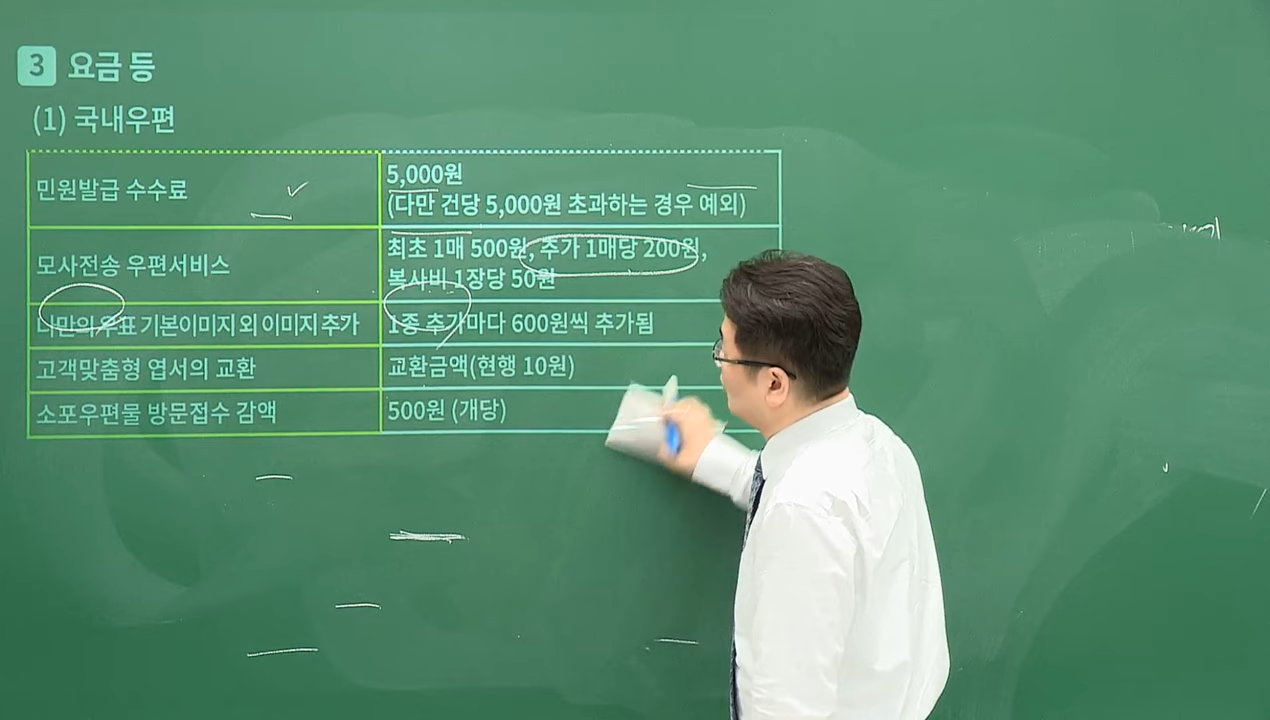 3 요금 등
(1) 국내우편
민원발급 수수료
5,000원
(다만 건당 5,000원 초과하는 경우 예외)
모사전송 우편서비스
최초 1매 500원, 추가 1매당 200원,
복사비 1장당 50원
나만의 우표 기본이미지 외 이미지 추가
1종 추가마다 600원씩 추가됨
고객맞춤형 엽서의 교환
교환금액(현행 10원)
소포우편물 방문접수 감액
500원 (개당)